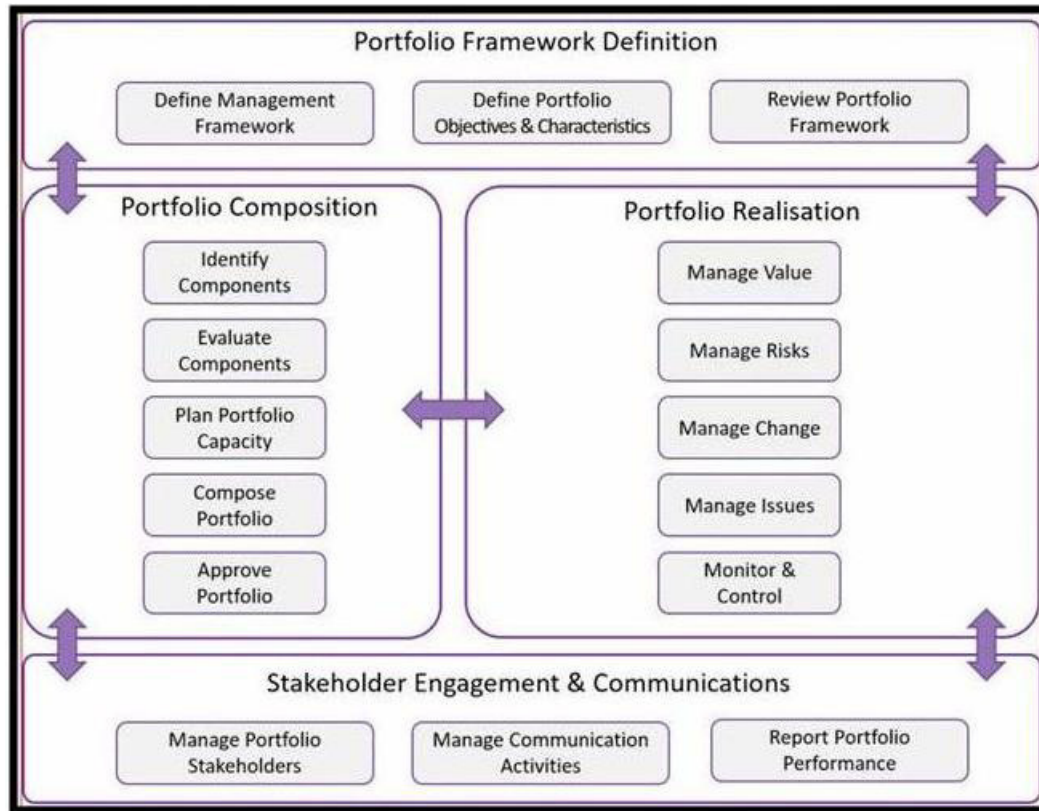 Portfolio Framework Definition
Define Management
Framework
Define Portfolio
Objectives & Characteristics
Review Portfolio
Framework
Portfolio Composition
Identify
Components
Evaluate
Components
Plan Portfolio
Capacity
Compose
Portfolio
Approve
Portfolio
Portfolio Realisation
Manage Value
Manage Risks
Manage Change
Manage Issues
Monitor &
Control
Stakeholder Engagement & Communications
Manage Portfolio
Stakeholders
Manage Communication
Activities
Report Portfolio
Performance